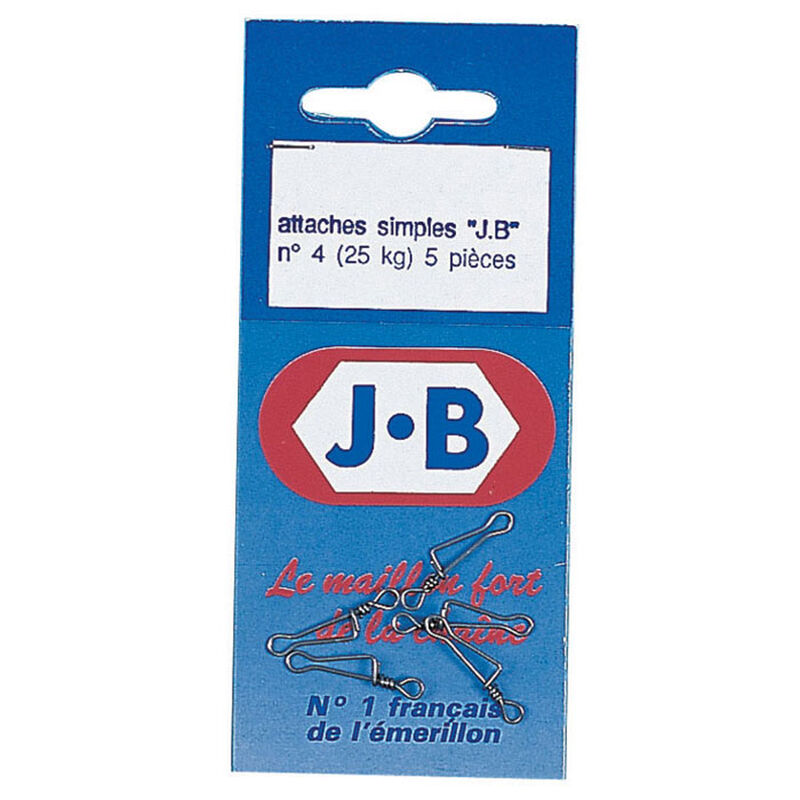 attaches simples "J.B"
n° 4 (25 kg) 5 pièces
J•B
Le maillon fort
de la chaîne
N° 1 français
de l'émerillon